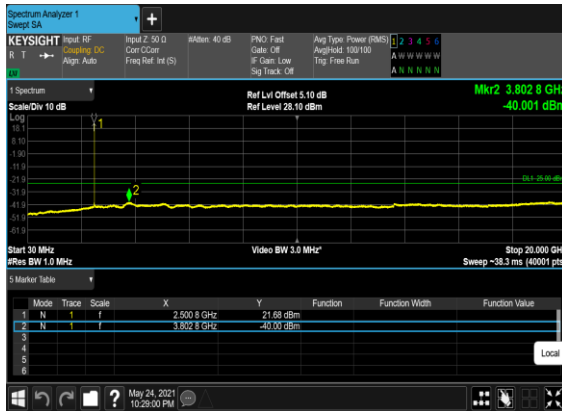 Spectrum Analyzer 1
Swept SA
+
KEYSIGHT Input: RF Input Z: 50 Ω #Atten: 40 dB PNO: Fast Avg Type: Power (RMS) 1 2 3 4 5 6
R T Coupling: DC Corr CCorr Gate: Off Avg|Hold: 100/100 A W W W W W
Align: Auto Freq Ref: Int (S) IF Gain: Low Trig: Free Run
Sig Track: Off A N N N N N
1 Spectrum
Ref Lvl Offset 5.10 dB Mkr2 3.802 8 GHz
Scale/Div 10 dB Ref Level 28.10 dBm -40.001 dBm
Log
18.1
8.10
-1.90
-11.9
-21.9
-31.9
-41.9
-51.9
-61.9
1
2
DL1 -25.00 dBm
Start 30 MHz Video BW 3.0 MHz* Stop 20.000 GHz
#Res BW 1.0 MHz Sweep ~38.3 ms (40001 pts)
5 Marker Table
Mode Trace Scale X Y Function Function Width Function Value
1 N 1 f 2.500 8 GHz 21.68 dBm
2 N 1 f 3.802 8 GHz -40.00 dBm
3
4
5
6
Local
?
May 24, 2021
10:29:00 PM